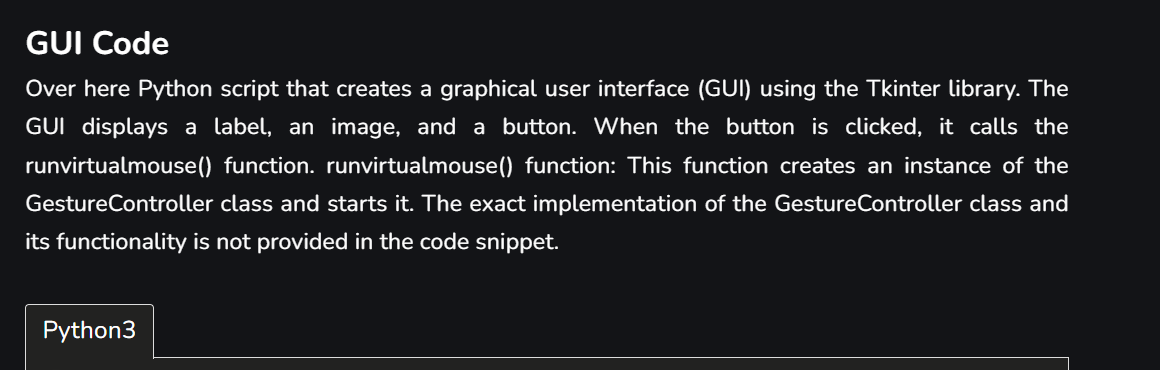 GUI Code
Over here Python script that creates a graphical user interface (GUI) using the Tkinter library. The
GUI displays a label, an image, and a button. When the button is clicked, it calls the
runvirtualmouse() function. runvirtualmouse() function: This function creates an instance of the
GestureController class and starts it. The exact implementation of the GestureController class and
its functionality is not provided in the code snippet.
Python3